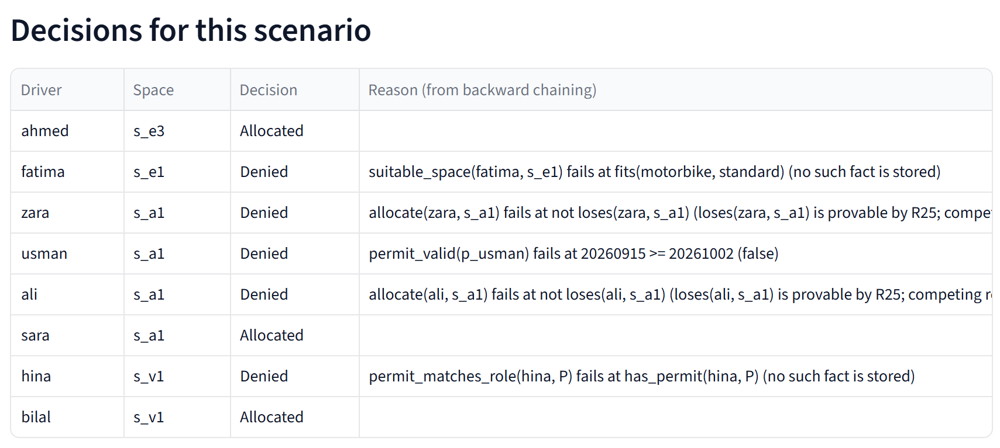 Decisions for this scenario
Driver Space Decision Reason (from backward chaining)
ahmed s_e3 Allocated
fatima s_e1 Denied suitable_space(fatima, s_e1) fails at fits(motorbike, standard) (no such fact is stored)
zara s_a1 Denied allocate(zara, s_a1) fails at not loses(zara, s_a1) (loses(zara, s_a1) is provable by R25;
usman s_a1 Denied permit_valid(p_usman) fails at 20260915 >= 20261002 (false)
ali s_a1 Denied allocate(ali, s_a1) fails at not loses(ali, s_a1) (loses(ali, s_a1) is provable by R25; competing
sara s_a1 Allocated
hina s_v1 Denied permit_matches_role(hina, P) fails at has_permit(hina, P) (no such fact is stored)
bilal s_v1 Allocated